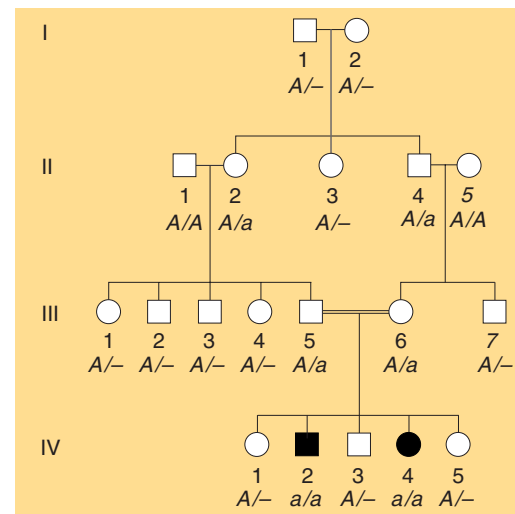 I
1 2
A/– A/–
II
1 2 3 4 5
A/A A/a A/– A/a A/A
III
1 2 3 4 5 6 7
A/– A/– A/– A/– A/a A/a A/–
IV
1 2 3 4 5
A/– a/a A/– a/a A/–